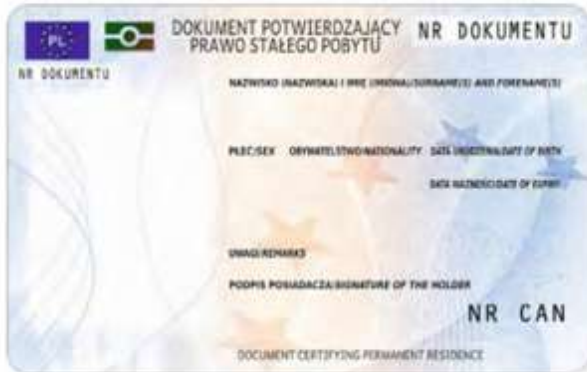 PL
DOKUMENT POTWIERDZAJĄCY
PRAWO STAŁEGO POBYTU
NR DOKUMENTU
NR DOKUMENTU
NAZWISKO (NAZWISKA) I IMIĘ (IMIONA)/SURNAME(S) AND FORENAME(S)
PŁEĆ/SEX OBYWATELSTWO/NATIONALITY DATA URODZENIA/DATE OF BIRTH
DATA WAŻNOŚCI/DATE OF EXPIRY
UWAGI/REMARKS
PODPIS POSIADACZA/SIGNATURE OF THE HOLDER
NR CAN
DOCUMENT CERTIFYING PERMANENT RESIDENCE